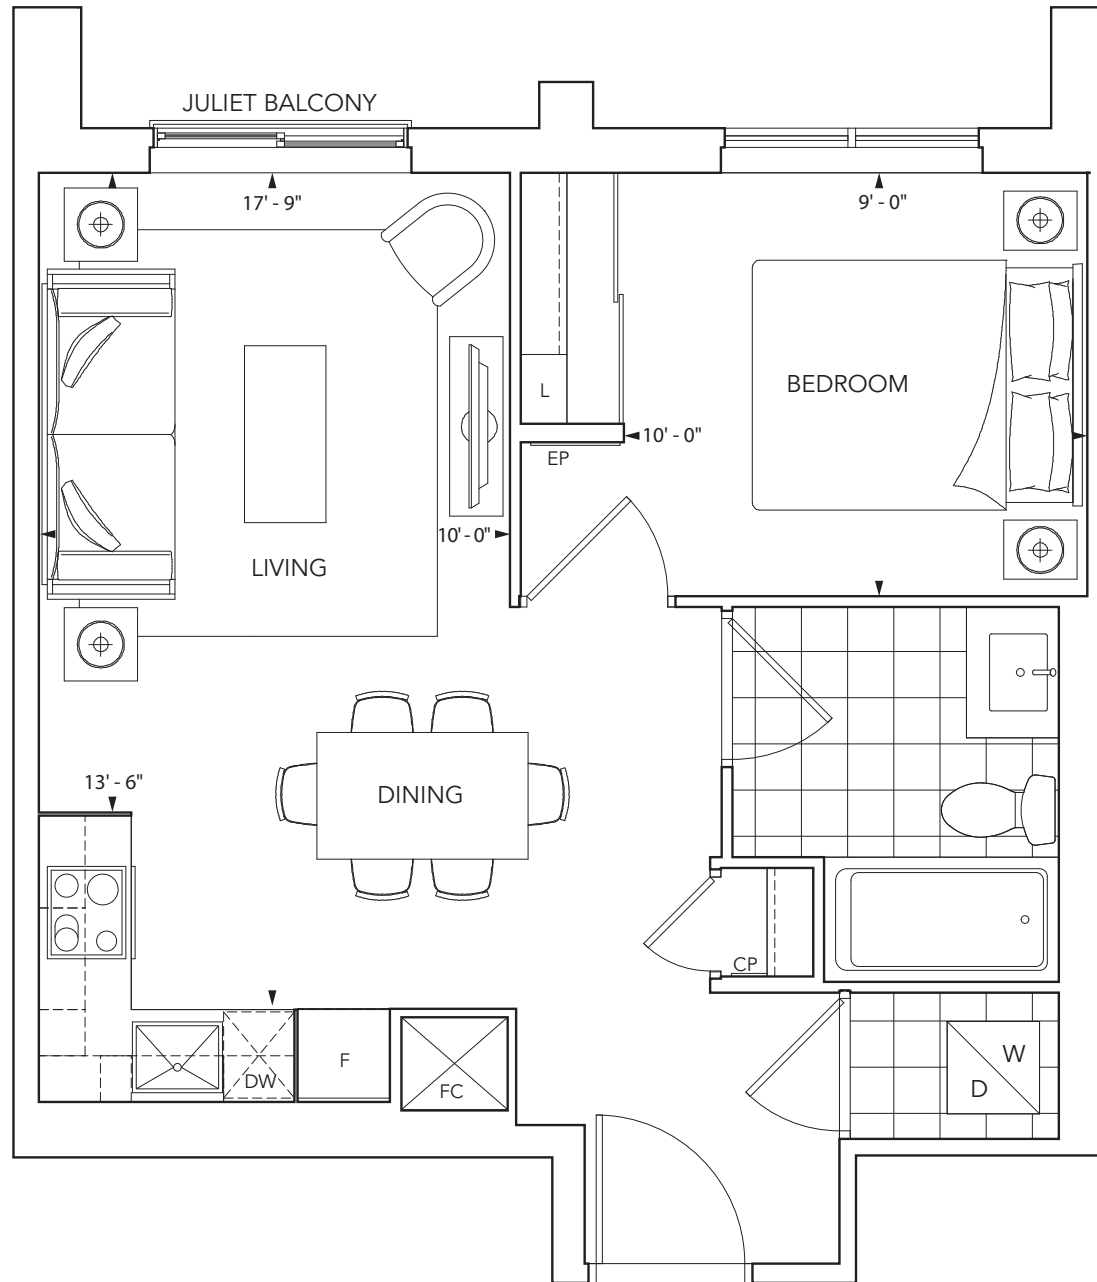 JULIET BALCONY
17' - 9"
9' - 0"
BEDROOM
L
10' - 0"
EP
10' - 0"
LIVING
13' - 6"
DINING
CP
F
DW
FC
W
D